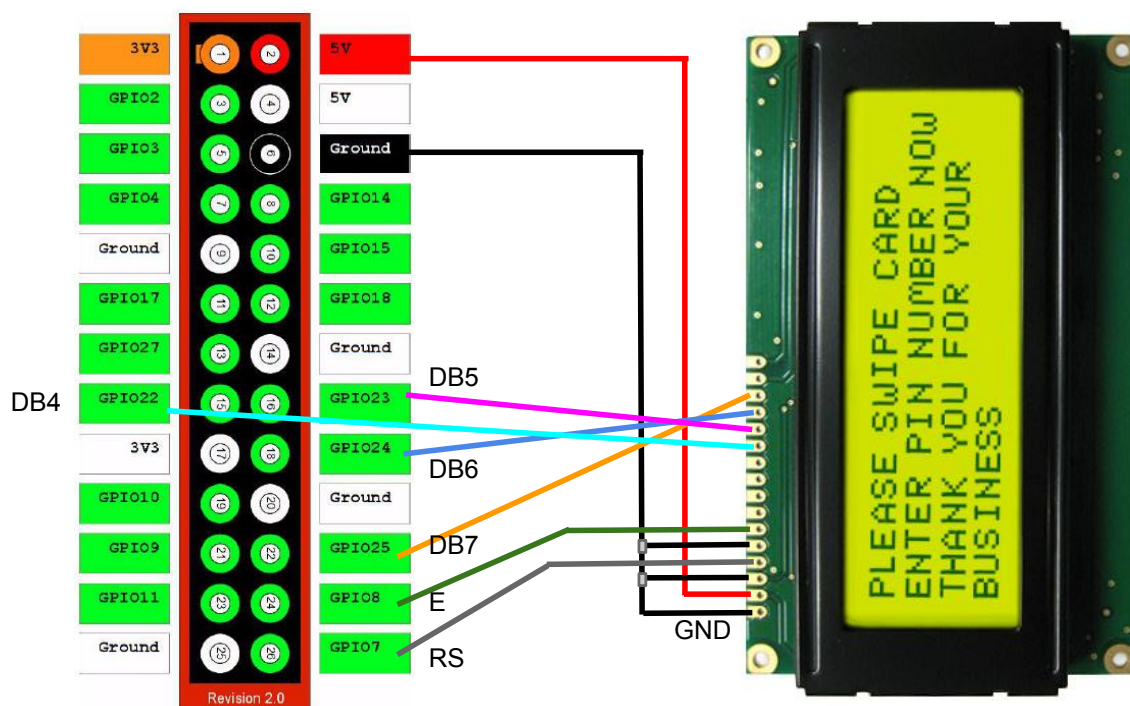 3V3
1
2
5V
GPIO2
3
4
5V
GPIO3
5
6
Ground
GPIO4
7
8
GPIO14
Ground
9
10
GPIO15
GPIO17
11
12
GPIO18
GPIO27
13
14
Ground
DB4
GPIO22
15
16
GPIO23
DB5
3V3
17
18
GPIO24
DB6
GPIO10
19
20
Ground
GPIO9
21
22
GPIO25
DB7
GPIO11
23
24
GPIO8
E
Ground
25
26
GPIO7
RS
GND
Revision 2.0
PLEASE SWIPE CARD
ENTER PIN NUMBER NOW
THANK YOU FOR YOUR
BUSINESS